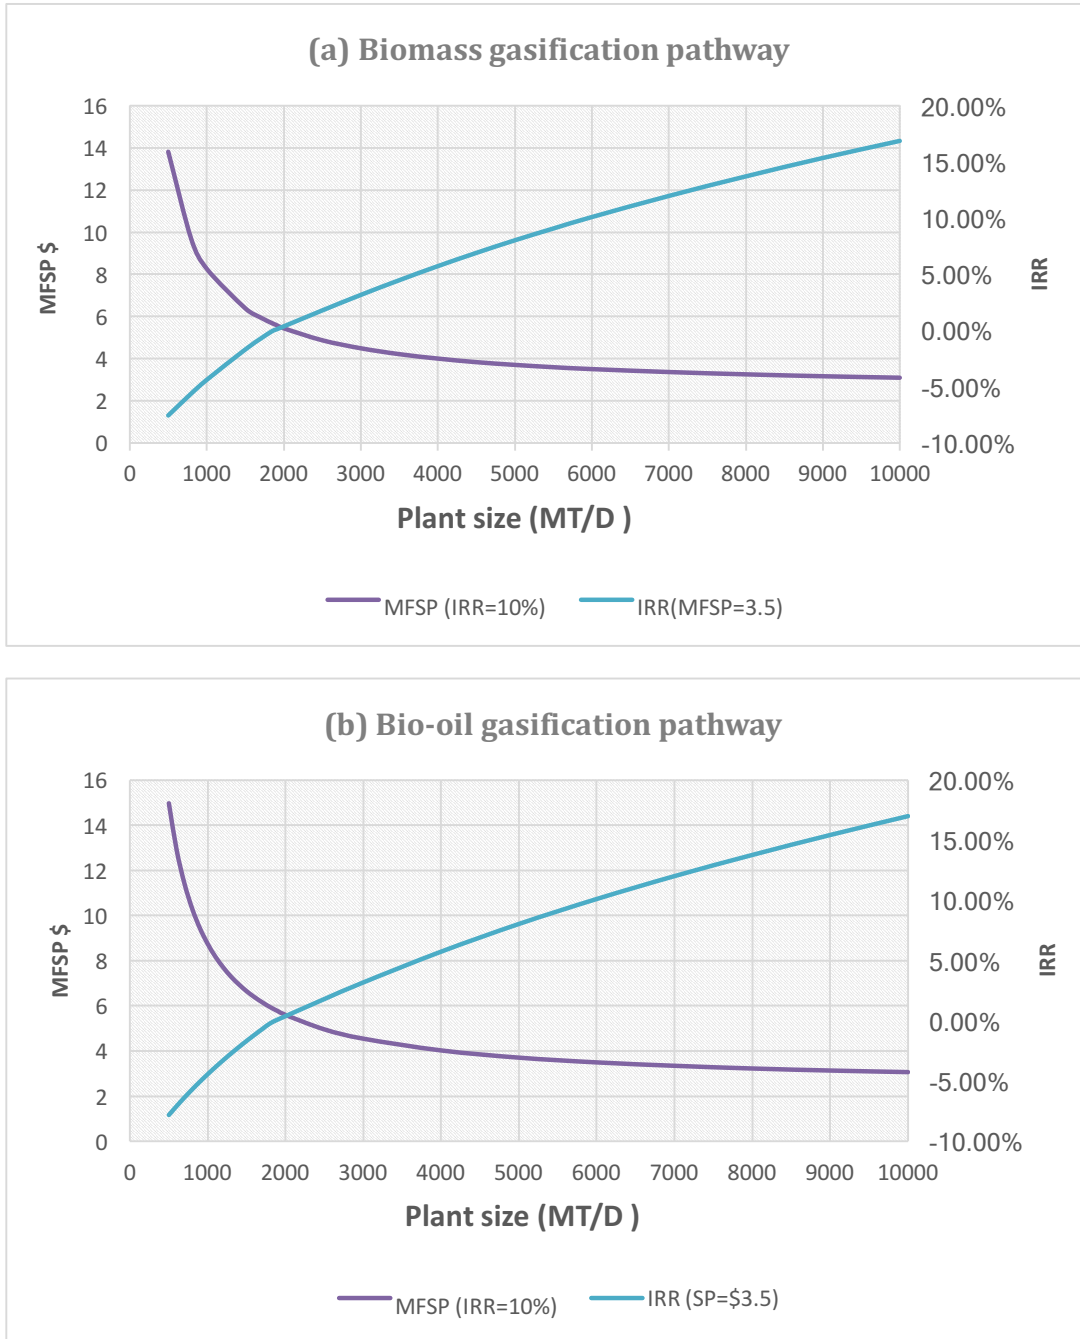 (a) Biomass gasification pathway
16
14
12
10
8
6
4
2
0
MFSP $
20.00%
15.00%
10.00%
5.00%
0.00%
-5.00%
-10.00%
IRR
0 1000 2000 3000 4000 5000 6000 7000 8000 9000 10000
Plant size (MT/D )
MFSP (IRR=10%) IRR(MFSP=3.5)
(b) Bio-oil gasification pathway
16
14
12
10
8
6
4
2
0
MFSP $
20.00%
15.00%
10.00%
5.00%
0.00%
-5.00%
-10.00%
IRR
0 1000 2000 3000 4000 5000 6000 7000 8000 9000 10000
Plant size (MT/D )
MFSP (IRR=10%) IRR (SP=$3.5)